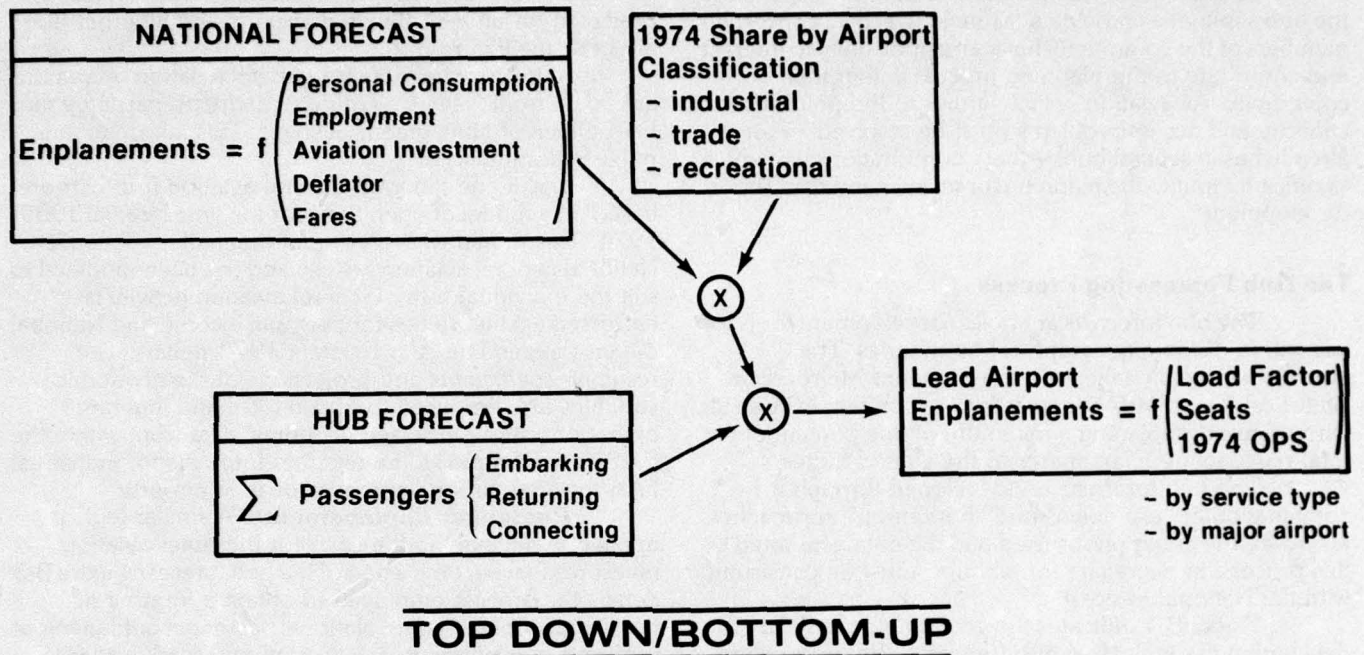 NATIONAL FORECAST
Enplanements = f
Personal Consumption
Employment
Aviation Investment
Deflator
Fares
1974 Share by Airport
Classification
– industrial
– trade
– recreational
X
X
HUB FORECAST
∑ Passengers
Embarking
Returning
Connecting
Lead Airport
Enplanements = f
Load Factor
Seats
1974 OPS
– by service type
– by major airport
TOP DOWN/BOTTOM-UP